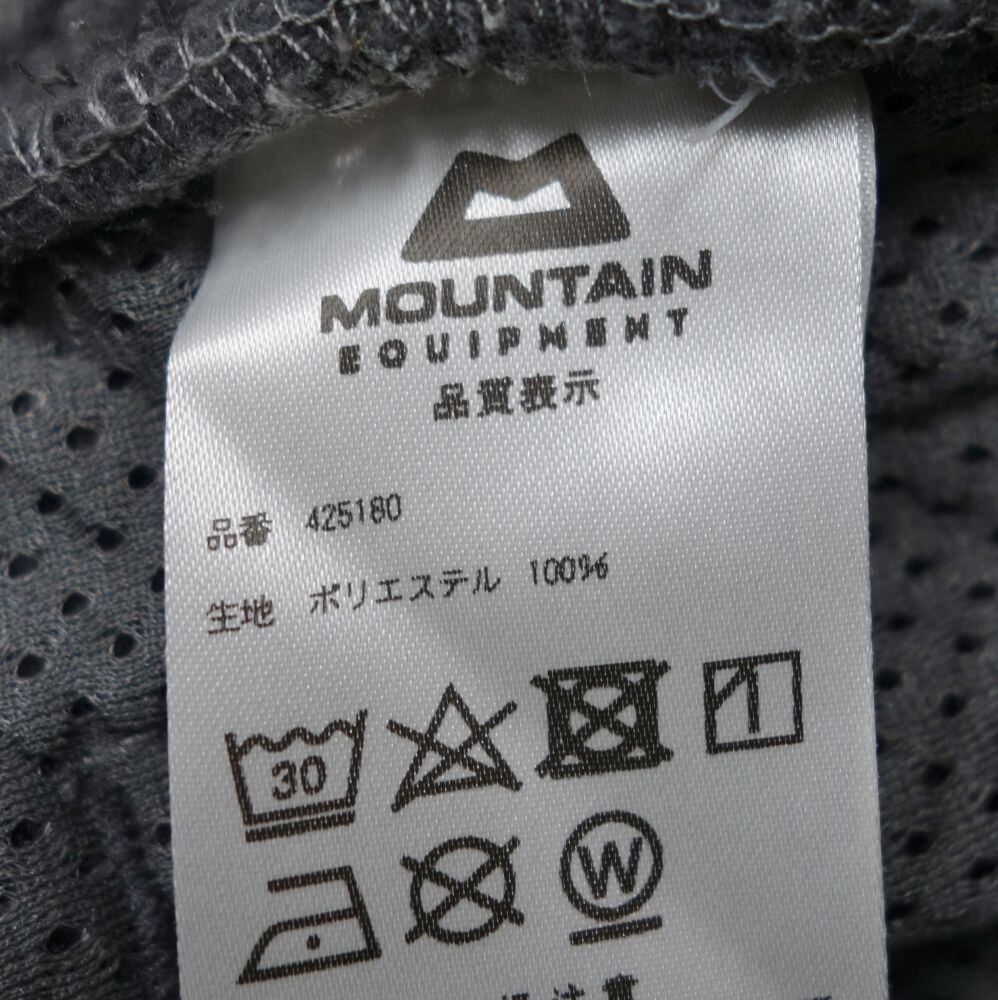 MOUNTAIN
EQUIPMENT
品質表示
品番 425180
生地 ポリエステル 100%
30
W